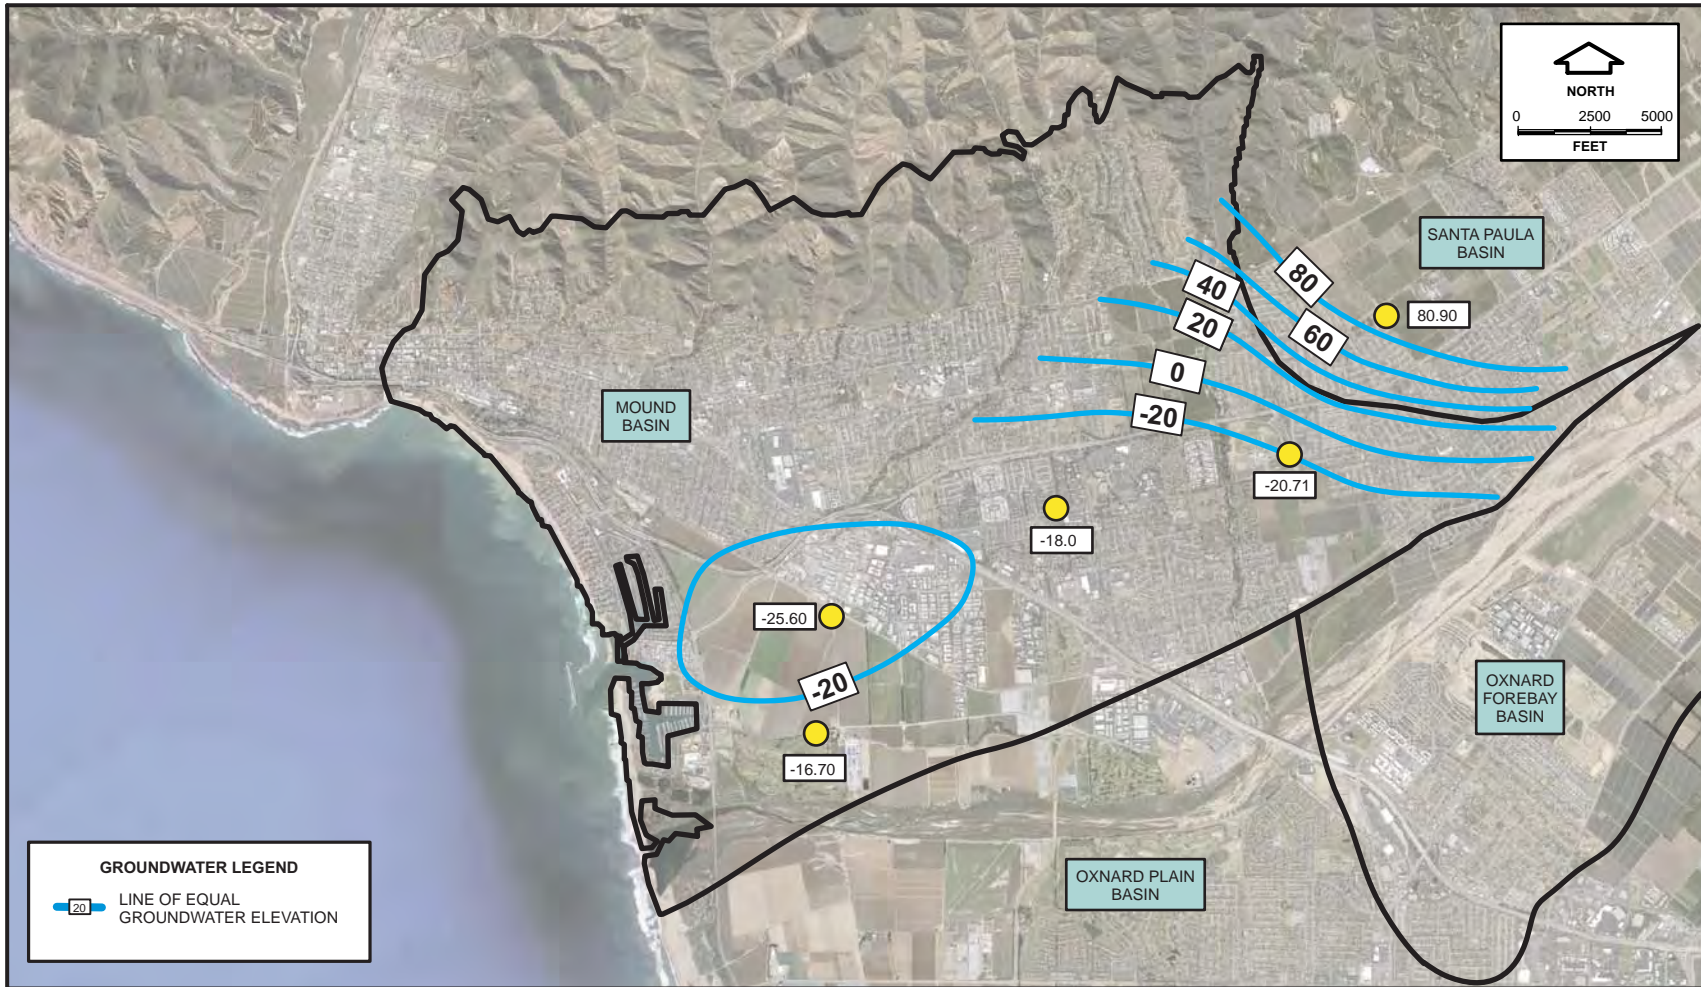 NORTH
0 2500 5000
FEET
SANTA PAULA
BASIN
80
80.90
40
20
60
0
-20
MOUND
BASIN
-20.71
-18.0
-25.60
-20
-16.70
OXNARD
FOREBAY
BASIN
OXNARD PLAIN
BASIN
GROUNDWATER LEGEND
20
LINE OF EQUAL
GROUNDWATER ELEVATION